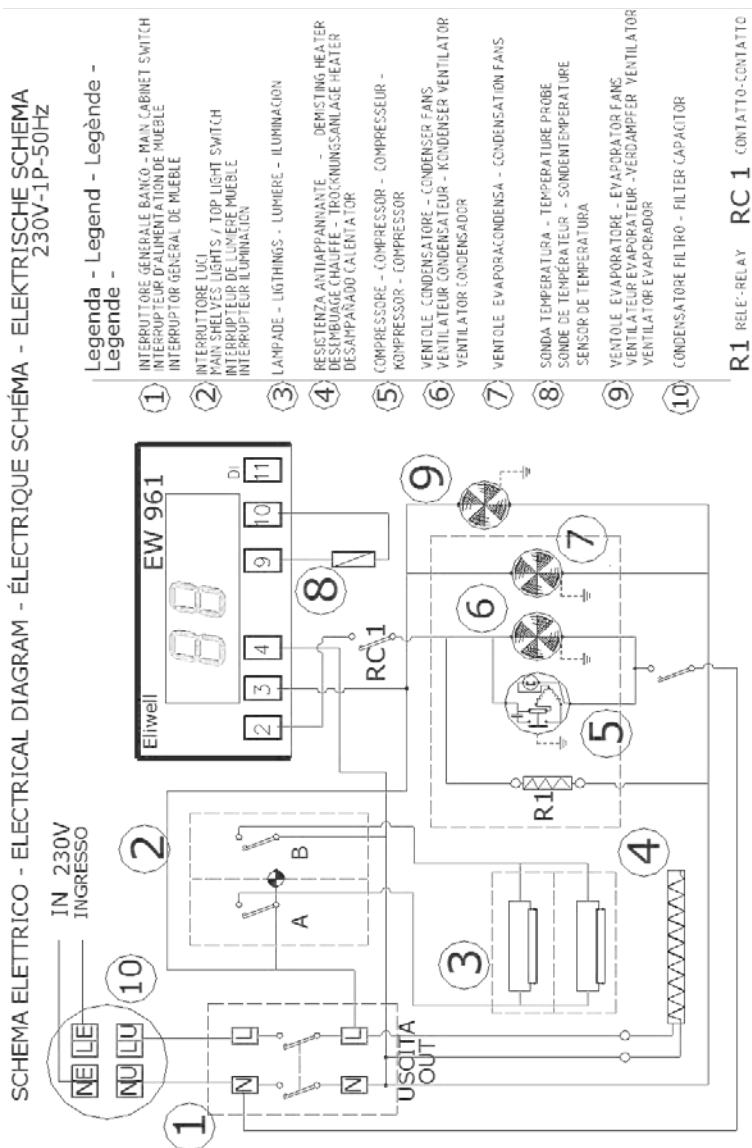 SCHEMA ELETTRICO - ELECTRICAL DIAGRAM - ÉLECTRIQUE SCHÉMA - ELEKTRISCHE SCHEMA
230V-1P-50Hz
Legenda - Legend - Legènde -
Legende -
1 INTERRUTTORE GENERALE BANCO - MAIN CABINET SWITCH
INTERRUPTEUR D'ALIMENTATION DE MUEBLE
INTERRUPTOR GENERAL DE MUEBLE
2 INTERRUTTORE LUCI
MAIN SHELVES LIGHTS / TOP LIGHT SWITCH
INTERRUPTEUR DE LUMIERE MUEBLE
INTERRUPTEUR ILUMINACION
3 LAMPADE - LIGTHINGS - LUMIERE - ILUMINACION
4 RESISTENZA ANTIAPPANNANTE - DEMISTING HEATER
DESEMBUAGE CHAUFFE - TROCKNUNGSANLAGE HEATER
DESAMPAÑADO CALENTATOR
5 COMPRESSORE - COMPRESSOR - COMPRESSEUR -
KOMPRESSOR - COMPRESSOR
6 VENTOLE CONDENSATORE - CONDENSER FANS
VENTILATEUR CONDENSATEUR - KONDENSER VENTILATOR
VENTILATOR CONDENSADOR
7 VENTOLE EVAPORACONDENSA - CONDENSATION FANS
8 SONDA TEMPERATURA - TEMPERATURE PROBE
SONDE DE TEMPÉRATEUR - SONDENTEMPERATURE
SENSOR DE TEMPERATURA
9 VENTOLE EVAPORATORE - EVAPORATOR FANS
VENTILATEUR EVAPORATEUR - VERDAMPFER VENTILATOR
VENTILATOR EVAPORADOR
10 CONDENSATORE FILTRO - FILTER CAPACITOR
R1 RELE'-RELAY RC 1 CONTATTO-CONTATTO
IN 230V
INGRESSO
NE LE
NU LU
10
1
N L
N L
USCITA
OUT
2
A B
Eliwell EW 961
DI
2 3 4 9 10 11
8
RC 1
9
6
7
5
R1
3
4